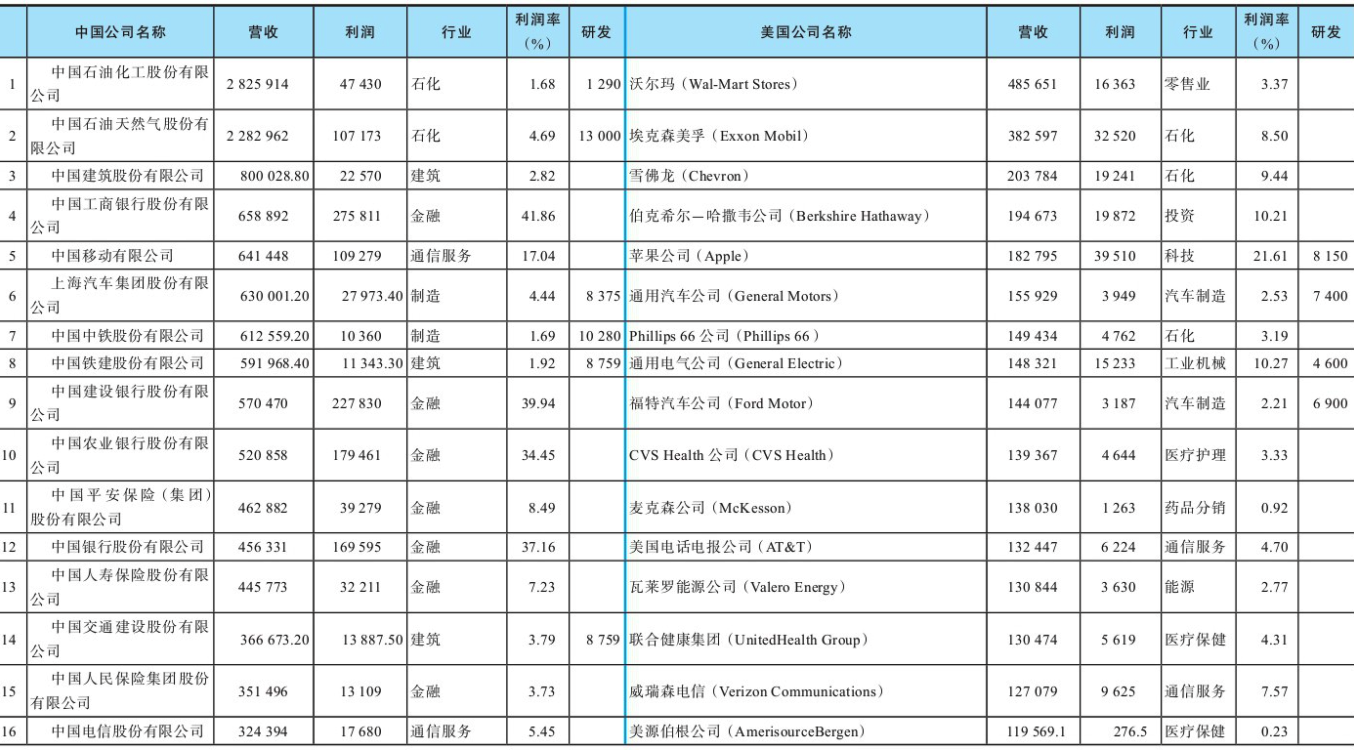 中国公司名称 营收 利润 行业 利润率（%） 研发 美国公司名称 营收 利润 行业 利润率（%） 研发
1 中国石油化工股份有限公司 2 825 914 47 430 石化 1.68 1 290 沃尔玛（Wal-Mart Stores） 485 651 16 363 零售业 3.37
2 中国石油天然气股份有限公司 2 282 962 107 173 石化 4.69 13 000 埃克森美孚（Exxon Mobil） 382 597 32 520 石化 8.50
3 中国建筑股份有限公司 800 028.80 22 570 建筑 2.82 雪佛龙（Chevron） 203 784 19 241 石化 9.44
4 中国工商银行股份有限公司 658 892 275 811 金融 41.86 伯克希尔—哈撒韦公司（Berkshire Hathaway） 194 673 19 872 投资 10.21
5 中国移动有限公司 641 448 109 279 通信服务 17.04 苹果公司（Apple） 182 795 39 510 科技 21.61 8 150
6 上海汽车集团股份有限公司 630 001.20 27 973.40 制造 4.44 8 375 通用汽车公司（General Motors） 155 929 3 949 汽车制造 2.53 7 400
7 中国中铁股份有限公司 612 559.20 10 360 制造 1.69 10 280 Phillips 66 公司（Phillips 66） 149 434 4 762 石化 3.19
8 中国铁建股份有限公司 591 968.40 11 343.30 建筑 1.92 8 759 通用电气公司（General Electric） 148 321 15 233 工业机械 10.27 4 600
9 中国建设银行股份有限公司 570 470 227 830 金融 39.94 福特汽车公司（Ford Motor） 144 077 3 187 汽车制造 2.21 6 900
10 中国农业银行股份有限公司 520 858 179 461 金融 34.45 CVS Health 公司（CVS Health） 139 367 4 644 医疗护理 3.33
11 中国平安保险（集团）股份有限公司 462 882 39 279 金融 8.49 麦克森公司（McKesson） 138 030 1 263 药品分销 0.92
12 中国银行股份有限公司 456 331 169 595 金融 37.16 美国电话电报公司（AT&T） 132 447 6 224 通信服务 4.70
13 中国人寿保险股份有限公司 445 773 32 211 金融 7.23 瓦莱罗能源公司（Valero Energy） 130 844 3 630 能源 2.77
14 中国交通建设股份有限公司 366 673.20 13 887.50 建筑 3.79 8 759 联合健康集团（UnitedHealth Group） 130 474 5 619 医疗保健 4.31
15 中国人民保险集团股份有限公司 351 496 13 109 金融 3.73 威瑞森电信（Verizon Communications） 127 079 9 625 通信服务 7.57
16 中国电信股份有限公司 324 394 17 680 通信服务 5.45 美源伯根公司（AmerisourceBergen） 119 569.1 276.5 医疗保健 0.23